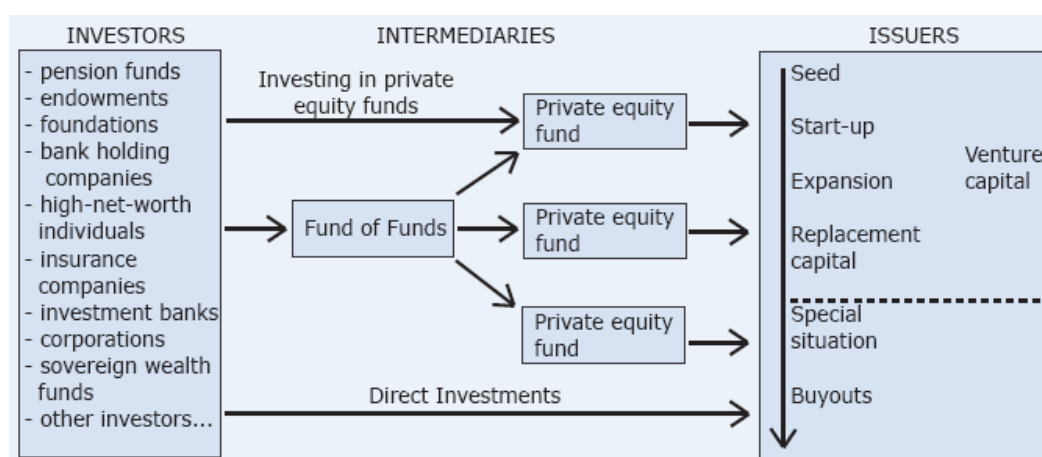 INVESTORS
- pension funds
- endowments
- foundations
- bank holding
companies
- high-net-worth
individuals
- insurance
companies
- investment banks
- corporations
- sovereign wealth
funds
- other investors...
INTERMEDIARIES
Investing in private
equity funds
Private equity
fund
Fund of Funds
Private equity
fund
Private equity
fund
Direct Investments
ISSUERS
Seed
Start-up
Expansion
Replacement
capital
Venture
capital
Special
situation
Buyouts